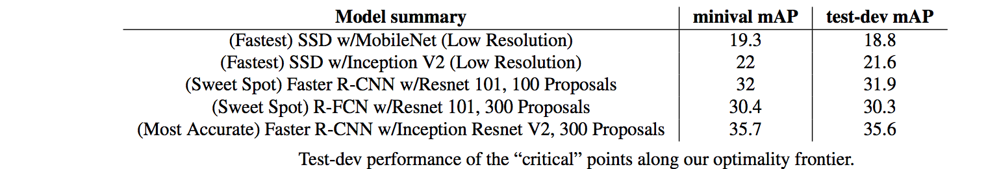 Model summary minival mAP test-dev mAP
(Fastest) SSD w/MobileNet (Low Resolution) 19.3 18.8
(Fastest) SSD w/Inception V2 (Low Resolution) 22 21.6
(Sweet Spot) Faster R-CNN w/Resnet 101, 100 Proposals 32 31.9
(Sweet Spot) R-FCN w/Resnet 101, 300 Proposals 30.4 30.3
(Most Accurate) Faster R-CNN w/Inception Resnet V2, 300 Proposals 35.7 35.6
Test-dev performance of the “critical” points along our optimality frontier.